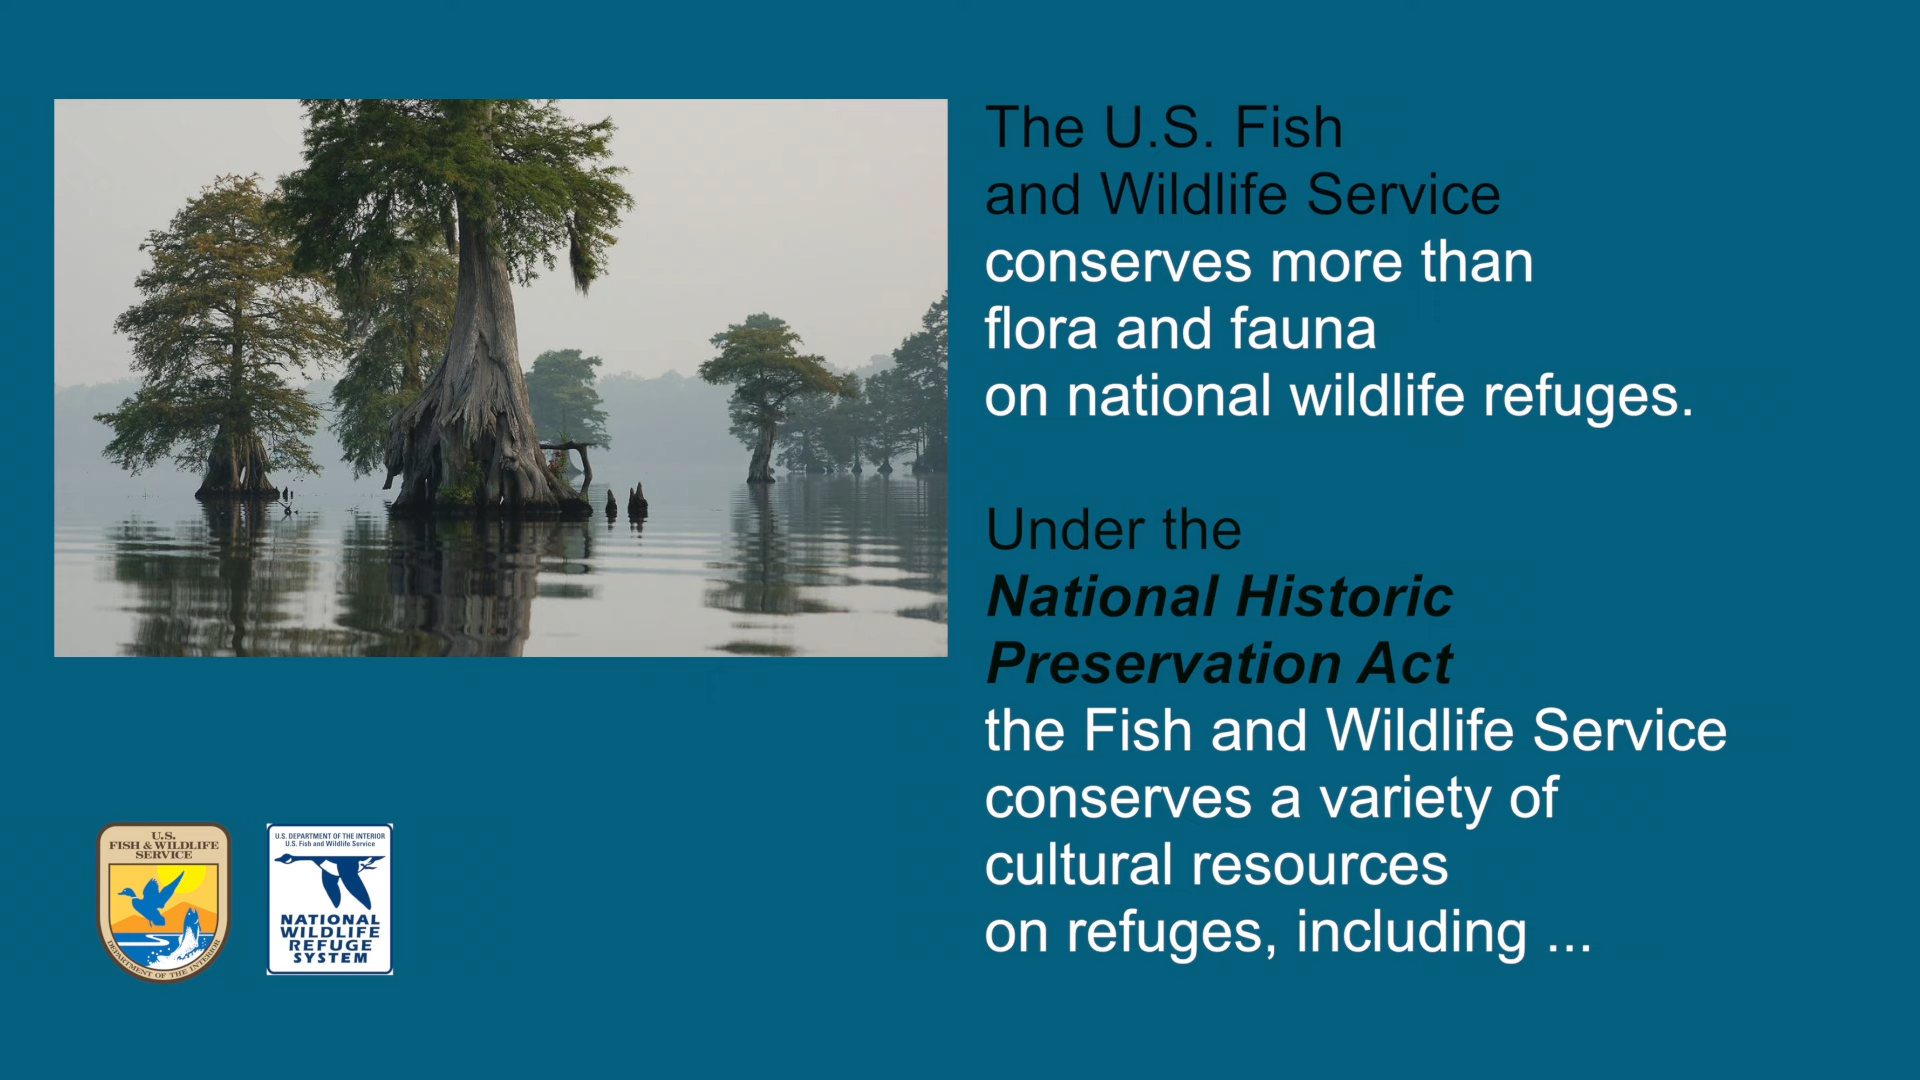 The U.S. Fish
and Wildlife Service
conserves more than
flora and fauna
on national wildlife refuges.
Under the
National Historic
Preservation Act
the Fish and Wildlife Service
conserves a variety of
cultural resources
on refuges, including ...
U.S.
FISH & WILDLIFE
SERVICE
DEPARTMENT OF THE INTERIOR
U.S. DEPARTMENT OF THE INTERIOR
U.S. Fish and Wildlife Service
NATIONAL
WILDLIFE
REFUGE
SYSTEM